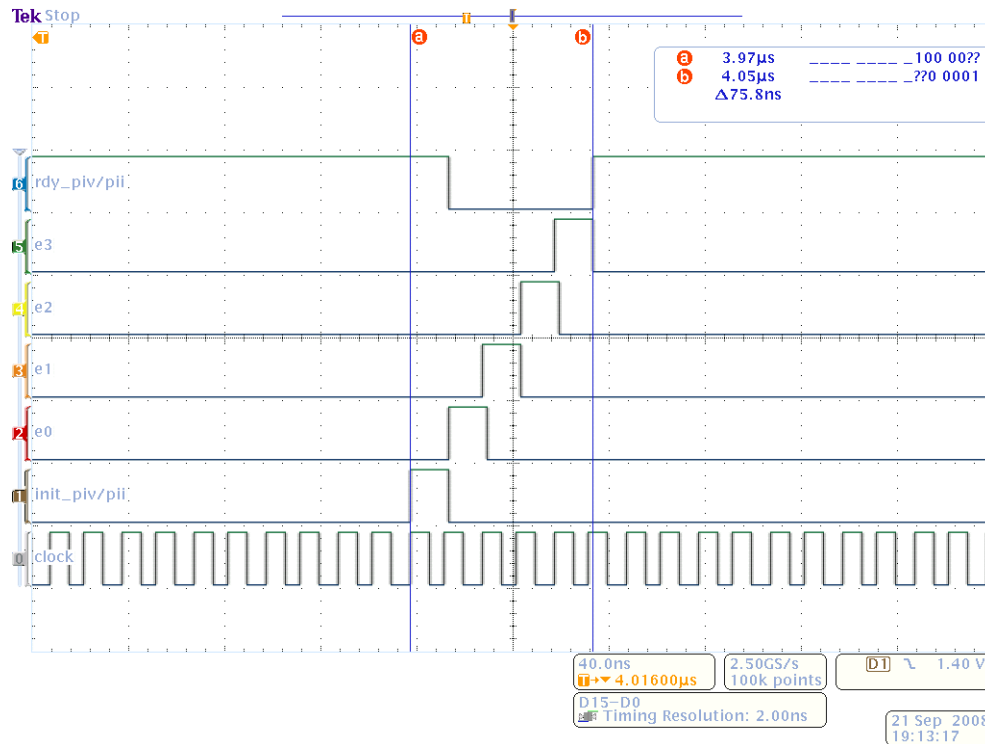 Tek Stop
T
T
a
b
a 3.97µs ____ ____ _100 00??
b 4.05µs ____ ____ _??0 0001
Δ75.8ns
6 rdy_piv/pii
5 e3
4 e2
3 e1
2 e0
1 init_piv/pii
0 clock
40.0ns
T→▼ 4.01600µs
2.50GS/s
100k points
D1 1.40 V
D15-D0
Timing Resolution: 2.00ns
21 Sep 2008
19:13:17